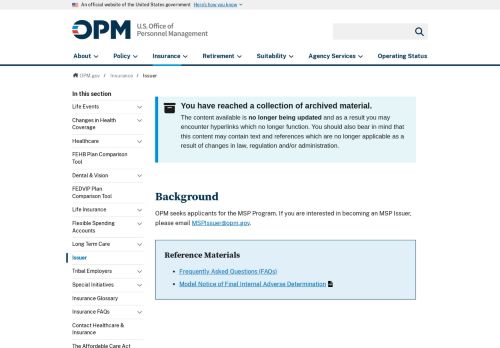 An official website of the United States government Here's how you know
OPM U.S. Office of
Personnel Management
About Policy Insurance Retirement Suitability Agency Services Operating Status
OPM.gov / Insurance / Issuer
In this section
Life Events
Changes in Health
Coverage
Healthcare
FEHB Plan Comparison
Tool
Dental & Vision
FEDVIP Plan
Comparison Tool
Life Insurance
Flexible Spending
Accounts
Long Term Care
Issuer
Tribal Employers
Special Initiatives
Insurance Glossary
Insurance FAQs
Contact Healthcare &
Insurance
The Affordable Care Act
You have reached a collection of archived material.
The content available is no longer being updated and as a result you may
encounter hyperlinks which no longer function. You should also bear in mind that
this content may contain text and references which are no longer applicable as a
result of changes in law, regulation and/or administration.
Background
OPM seeks applicants for the MSP Program. If you are interested in becoming an MSP Issuer,
please email MSPIssuer@opm.gov.
Reference Materials
Frequently Asked Questions (FAQs)
Model Notice of Final Internal Adverse Determination